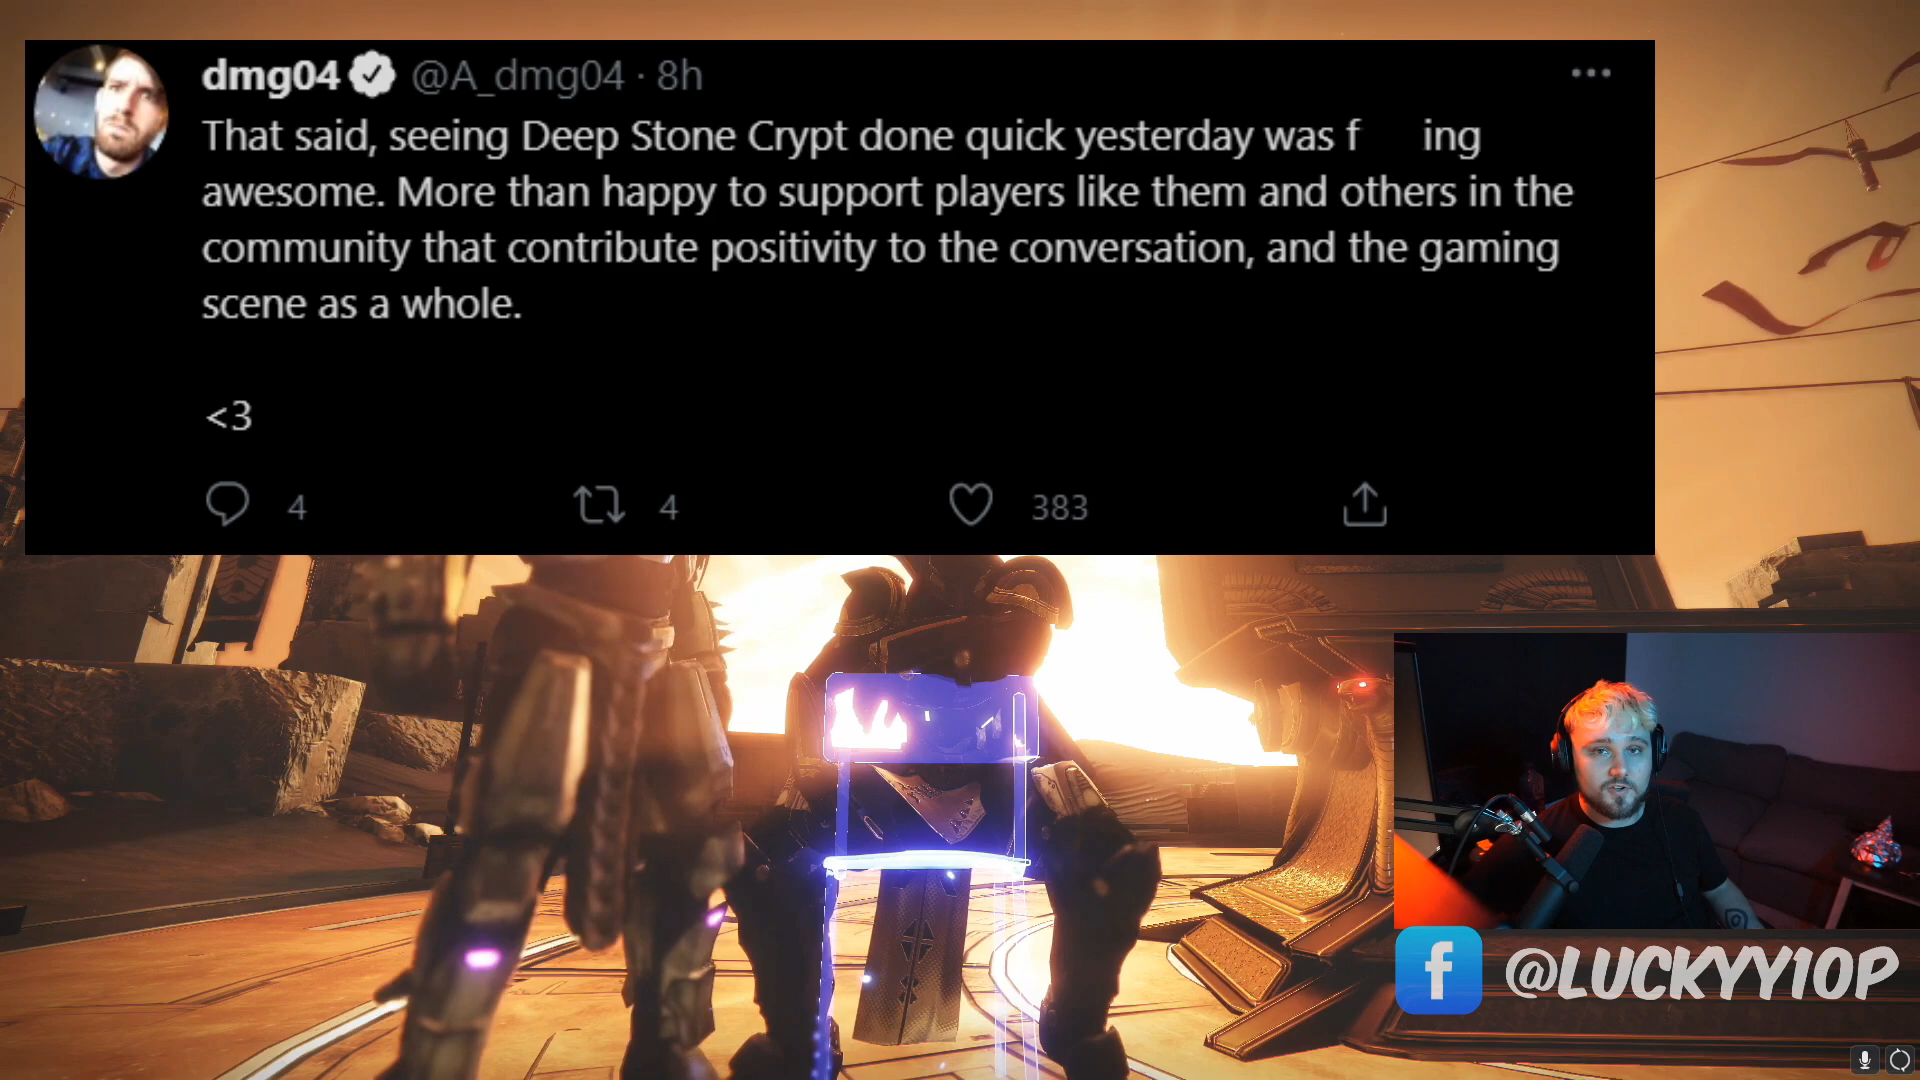 dmg04 @A_dmg04 · 8h
That said, seeing Deep Stone Crypt done quick yesterday was f ing
awesome. More than happy to support players like them and others in the
community that contribute positivity to the conversation, and the gaming
scene as a whole.
<3
4 4 383
@LUCKYY10P